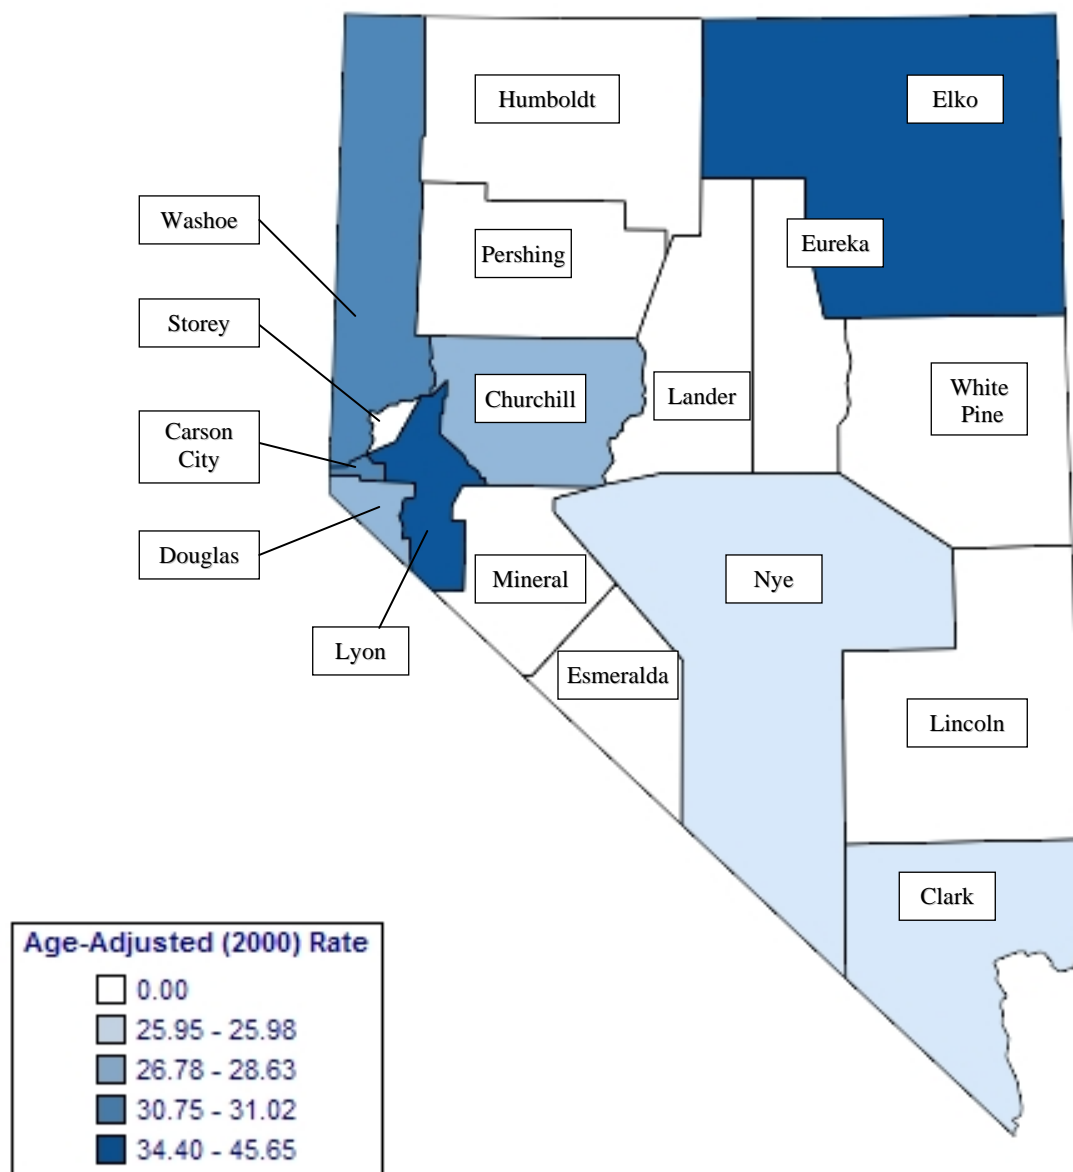 Humboldt
Elko
Washoe
Eureka
Pershing
Storey
Churchill
Lander
White
Pine
Carson
City
Douglas
Mineral
Nye
Lyon
Esmeralda
Lincoln
Clark
Age-Adjusted (2000) Rate
0.00
25.95 - 25.98
26.78 - 28.63
30.75 - 31.02
34.40 - 45.65